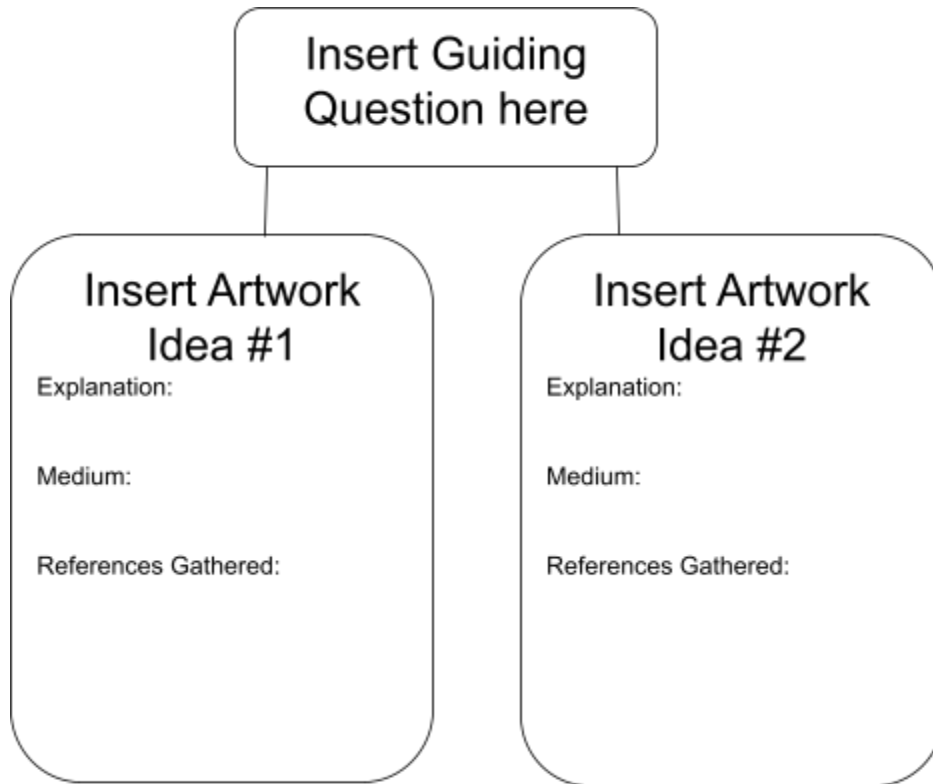 Insert Guiding
Question here
Insert Artwork
Idea #1
Explanation:
Medium:
References Gathered:
Insert Artwork
Idea #2
Explanation:
Medium:
References Gathered: